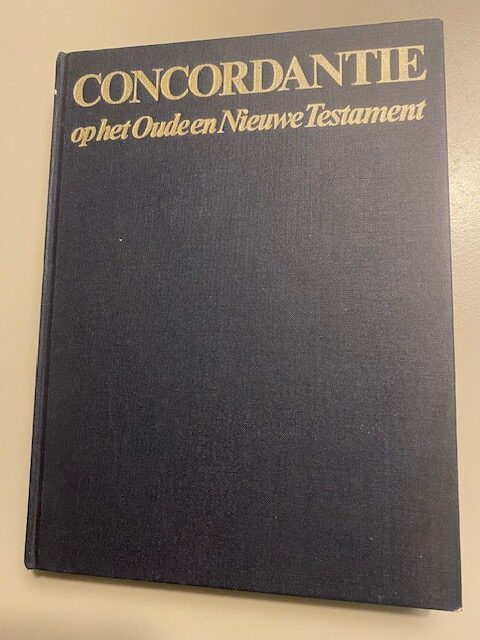 CONCORDANTIE
op het Oude en Nieuwe Testament